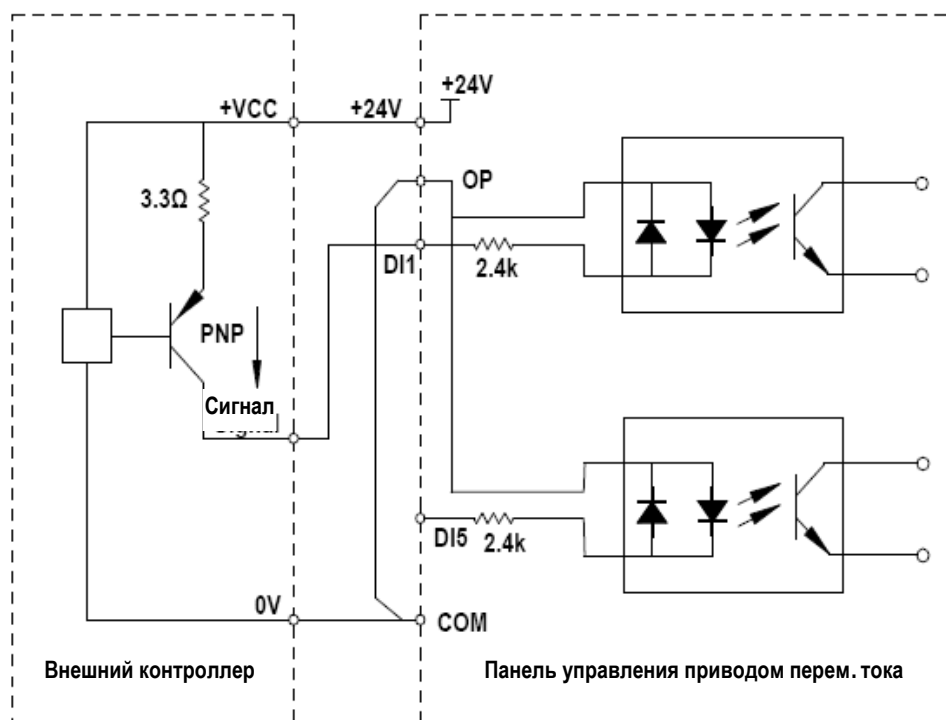 +24V
+VCC
+24V
OP
3.3Ω
DI1
2.4k
PNP
Сигнал
DI5
2.4k
0V
COM
Внешний контроллер
Панель управления приводом перем. тока